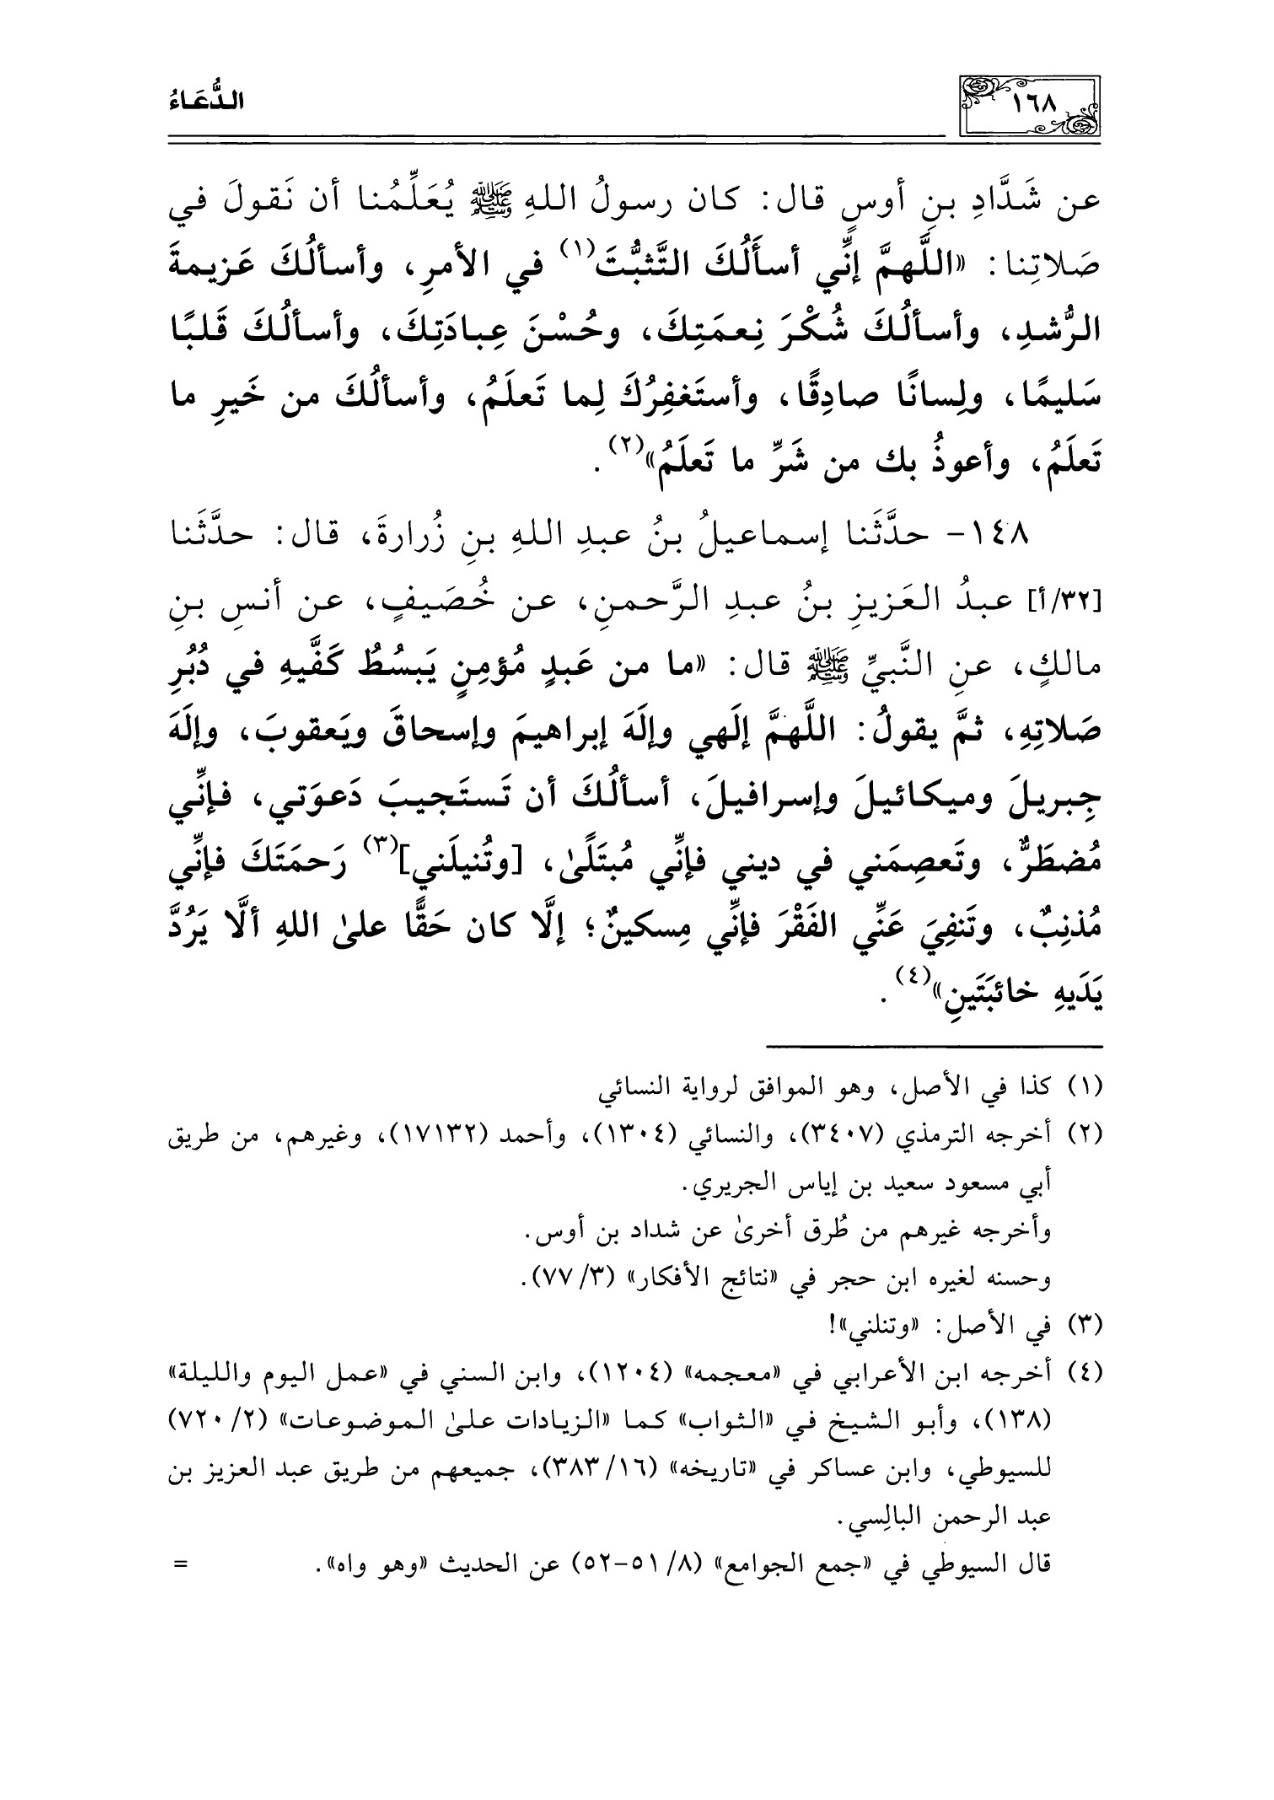 ١٦٨
الدُّعَاءُ
عن شَدَّادِ بنِ أوسٍ قال: كان رسولُ اللهِ ﷺ يُعَلِّمُنا أن نَقولَ في
صَلاتِنا: «اللَّهمَّ إنِّي أسأَلُكَ التَّثبُّتَ(١) في الأمرِ، وأسألُكَ عَزيمةَ
الرُّشدِ، وأسألُكَ شُكْرَ نِعمَتِكَ، وحُسْنَ عِبادَتِكَ، وأسألُكَ قَلبًا
سَليمًا، ولِسانًا صادِقًا، وأستَغفِرُكَ لِما تَعلَمُ، وأسألُكَ من خَيرِ ما
تَعلَمُ، وأعوذُ بك من شَرِّ ما تَعلَمُ»(٢).
١٤٨- حدَّثَنا إسماعيلُ بنُ عبدِ اللهِ بنِ زُرارةَ، قال: حدَّثَنا
[٣٢/أ] عبدُ العَزيزِ بنُ عبدِ الرَّحمنِ، عن خُصَيفٍ، عن أنسِ بنِ
مالكٍ، عنِ النَّبيِّ ﷺ قال: «ما من عَبدٍ مُؤمِنٍ يَبسُطُ كَفَّيهِ في دُبُرِ
صَلاتِهِ، ثمَّ يقولُ: اللَّهمَّ إلَهي وإلَهَ إبراهيمَ وإسحاقَ ويَعقوبَ، وإلَهَ
جِبريلَ وميكائيلَ وإسرافيلَ، أسألُكَ أن تَستَجيبَ دَعوَتي، فإنِّي
مُضطَرٌّ، وتَعصِمَني في ديني فإنِّي مُبتَلًى، [وتُنيلَني](٣) رَحمَتَكَ فإنِّي
مُذنِبٌ، وتَنفِيَ عَنِّي الفَقْرَ فإنِّي مِسكينٌ؛ إلَّا كان حَقًّا علىٰ اللهِ ألَّا يَرُدَّ
يَدَيهِ خائبَتَينِ»(٤).
(١) كذا في الأصل، وهو الموافق لرواية النسائي
(٢) أخرجه الترمذي (٣٤٠٧)، والنسائي (١٣٠٤)، وأحمد (١٧١٣٢)، وغيرهم، من طريق
أبي مسعود سعيد بن إياس الجريري.
وأخرجه غيرهم من طُرق أخرىٰ عن شداد بن أوس.
وحسنه لغيره ابن حجر في «نتائج الأفكار» (٣/ ٧٧).
(٣) في الأصل: «وتنلني»!
(٤) أخرجه ابن الأعرابي في «معجمه» (١٢٠٤)، وابن السني في «عمل اليوم والليلة»
(١٣٨)، وأبو الشيخ في «الثواب» كما «الزيادات علىٰ الموضوعات» (٢/ ٧٢٠)
للسيوطي، وابن عساكر في «تاريخه» (١٦/ ٣٨٣)، جميعهم من طريق عبد العزيز بن
عبد الرحمن البالِسي.
قال السيوطي في «جمع الجوامع» (٨/ ٥١-٥٢) عن الحديث «وهو واه». =